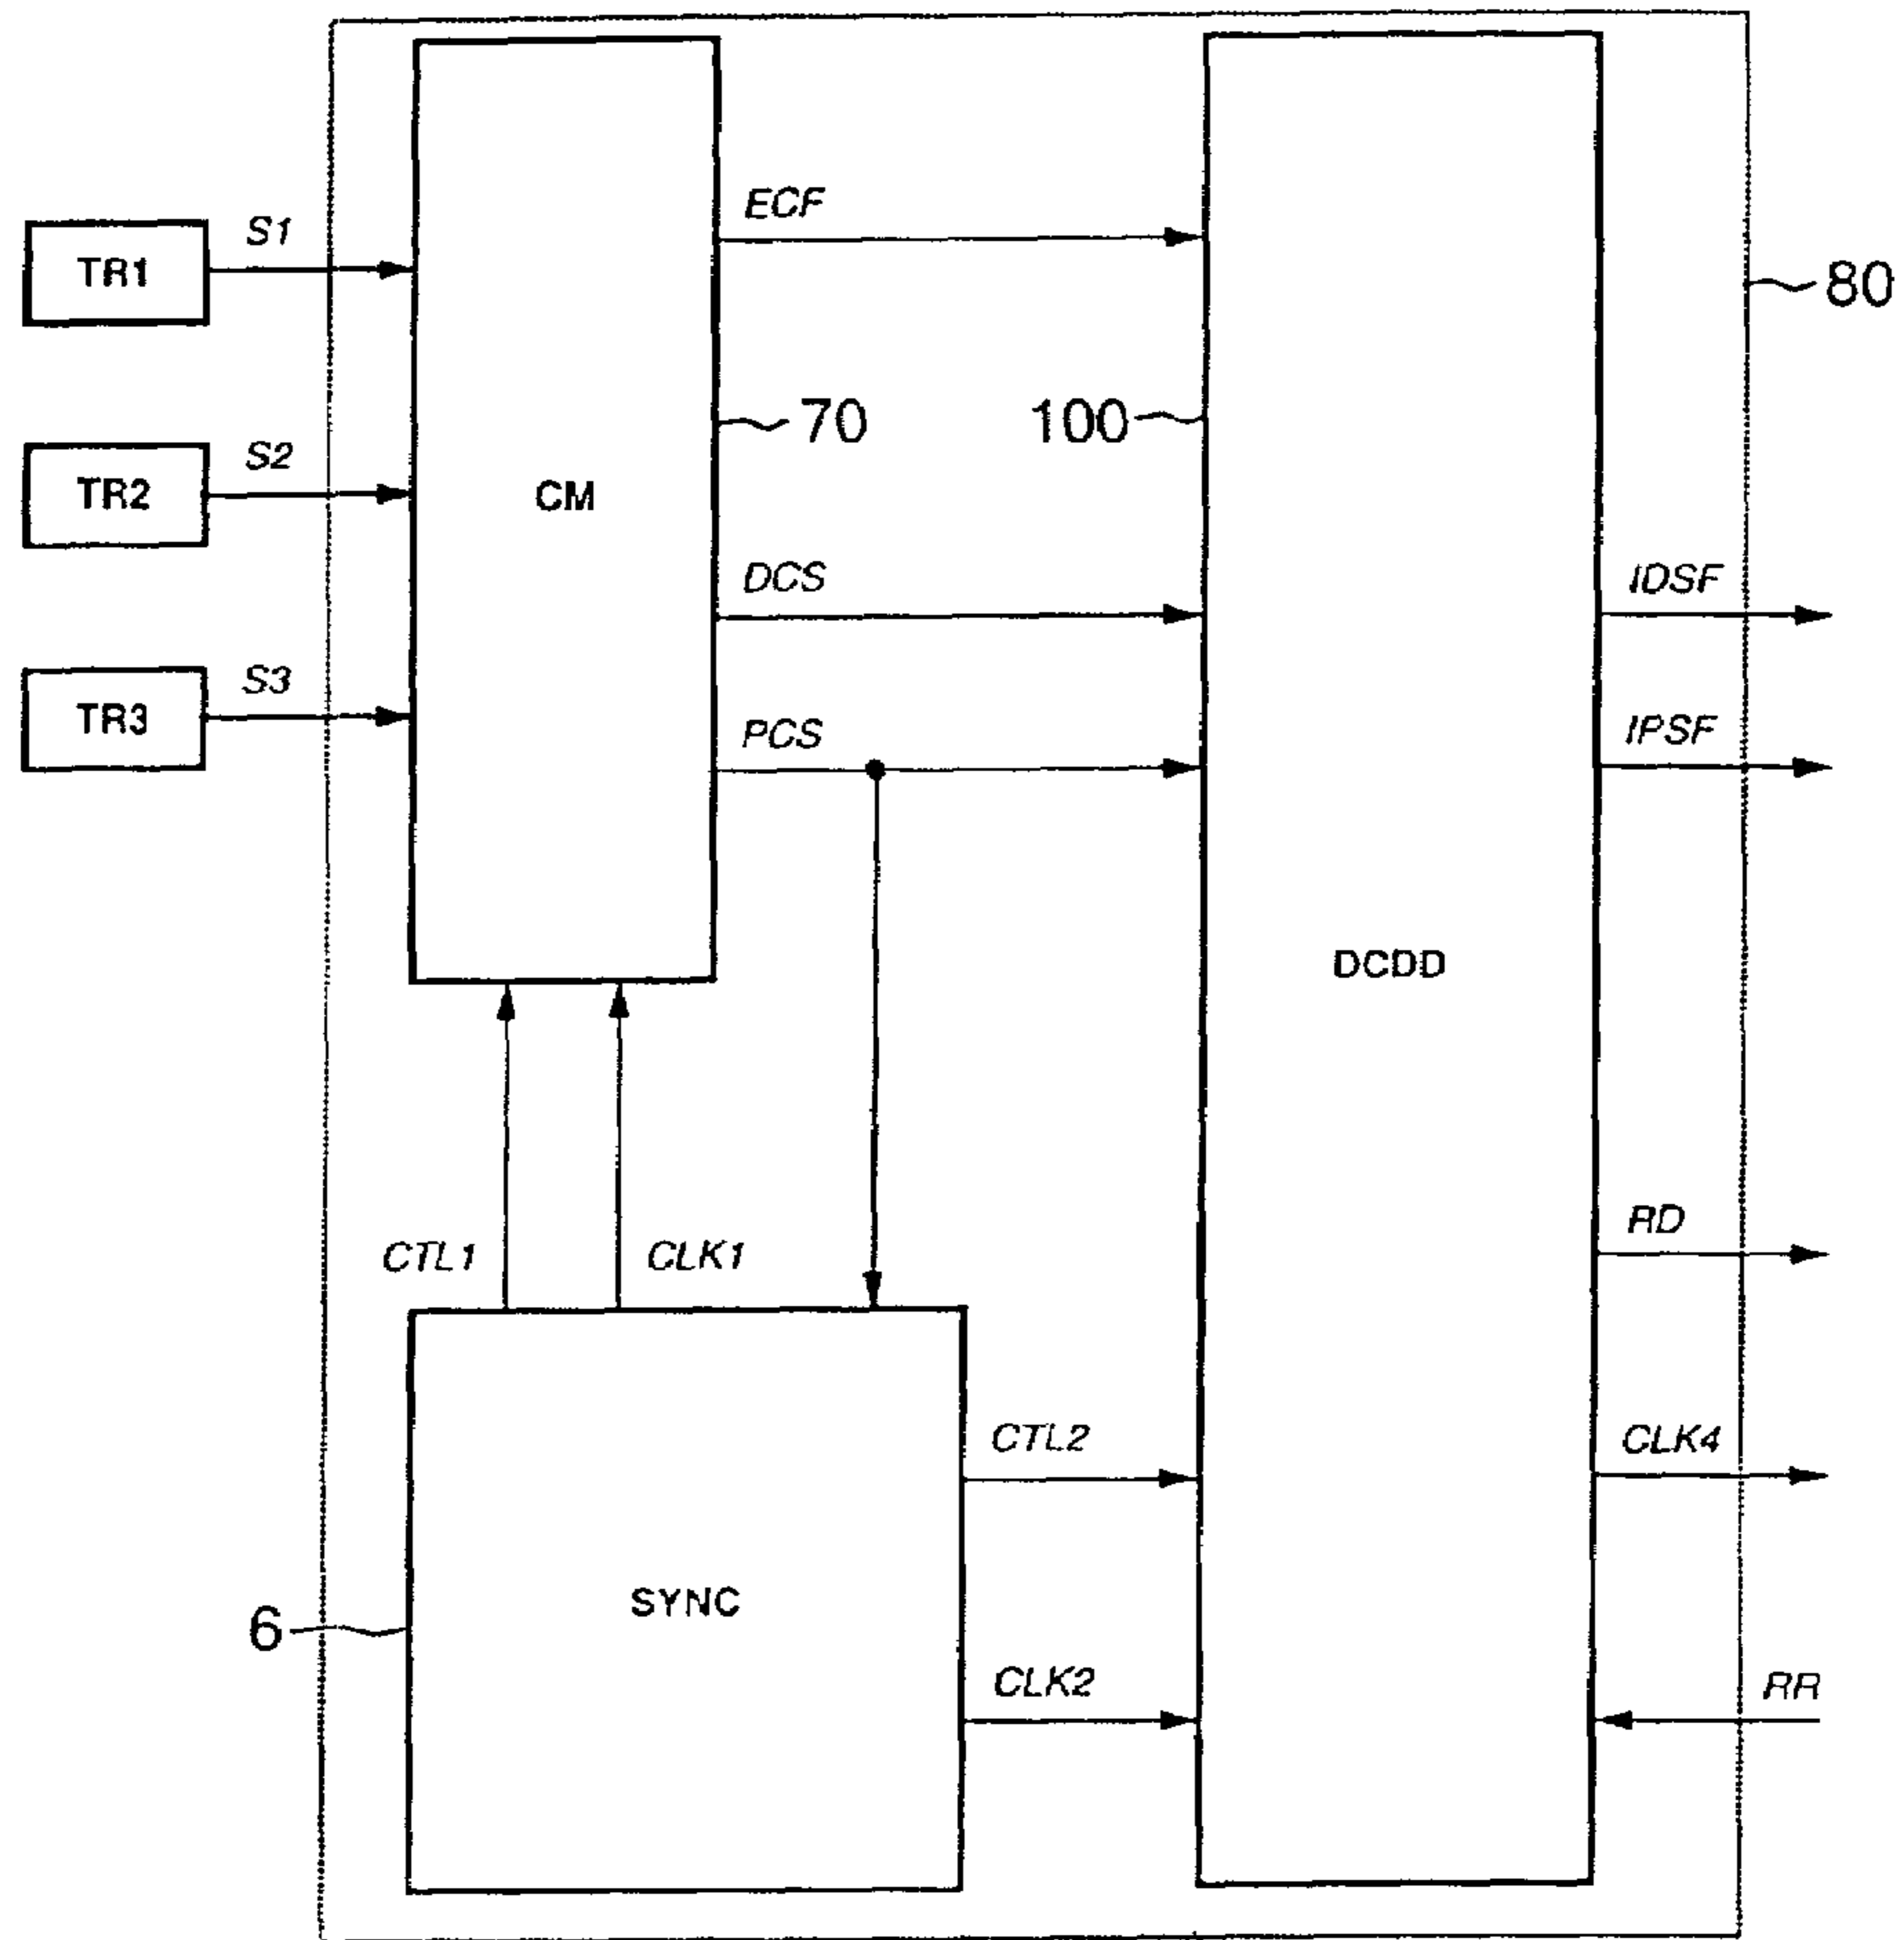 ECF
S1
TR1
80
70
100
S2
TR2
CM
DCS
IDSF
S3
TR3
PCS
IPSF
DCDD
RD
CTL1
CLK1
CTL2
CLK4
SYNC
6
CLK2
RR